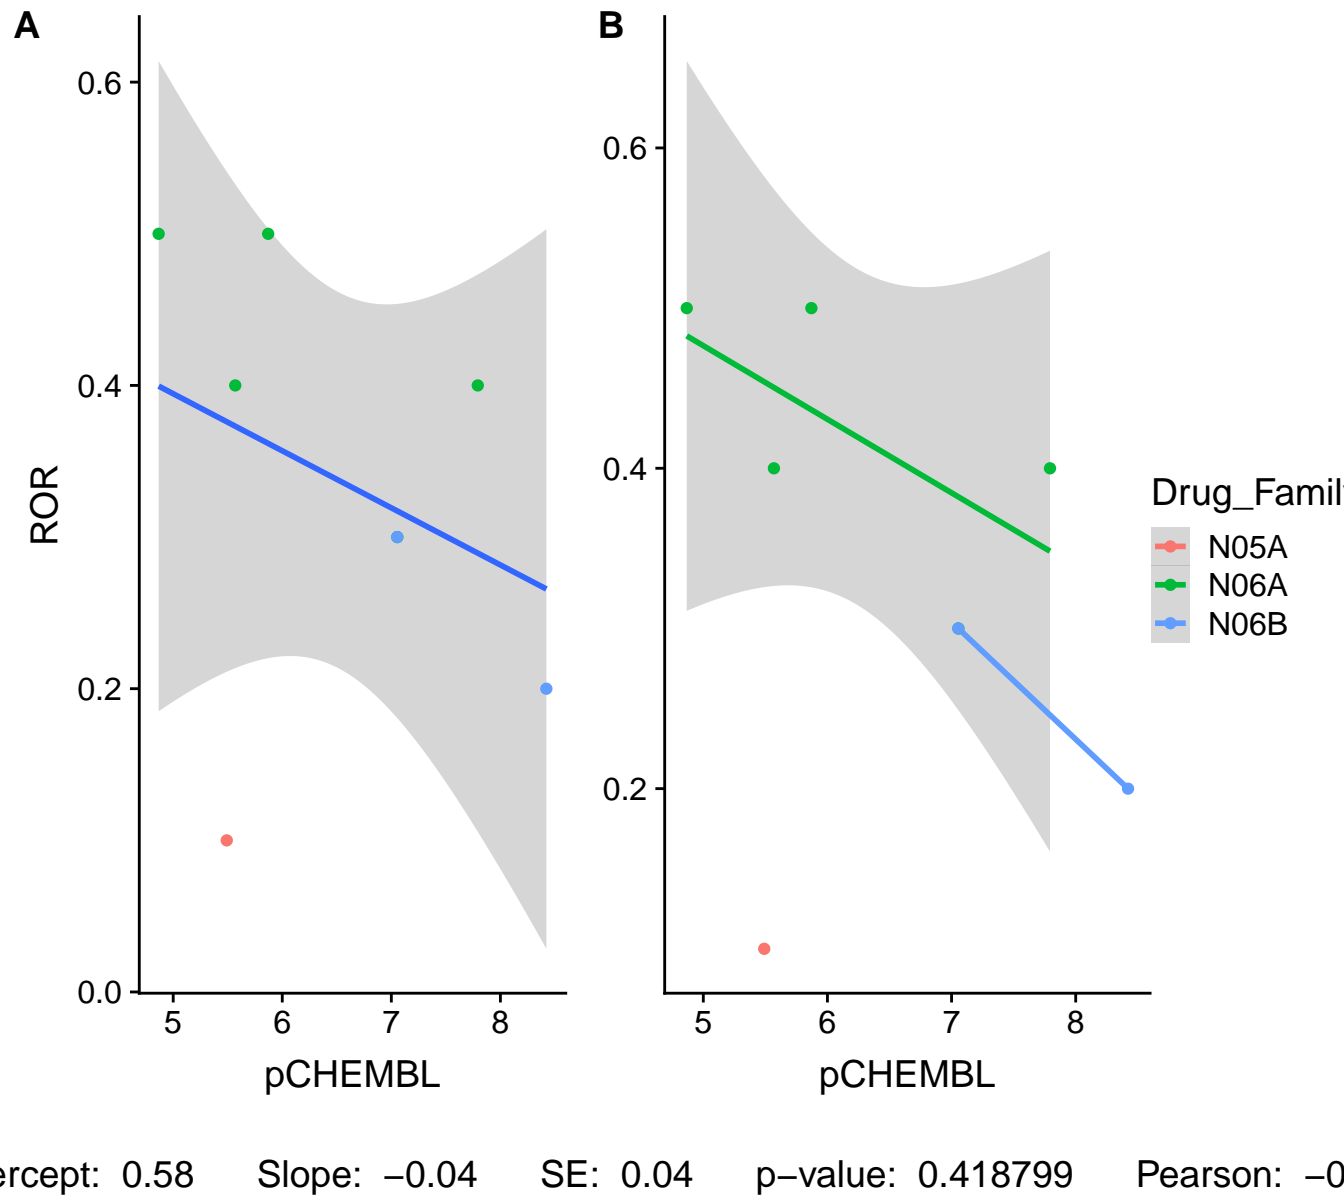 A
B
0.6
0.4
0.2
0.0
ROR
5 6 7 8
pCHEMBL
0.6
0.4
0.2
5 6 7 8
pCHEMBL
Drug_Famil
N05A
N06A
N06B
ercept: 0.58 Slope: −0.04 SE: 0.04 p−value: 0.418799 Pearson: −0